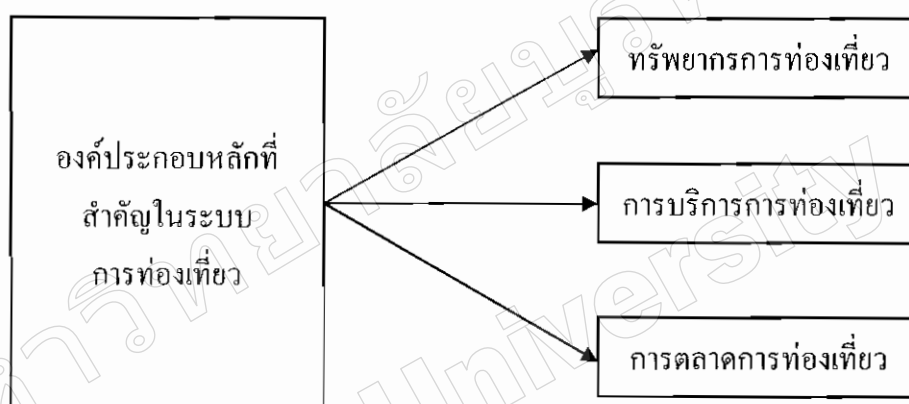 องค์ประกอบหลักที่
สำคัญในระบบ
การท่องเที่ยว
ทรัพยากรการท่องเที่ยว
การบริการการท่องเที่ยว
การตลาดการท่องเที่ยว
University